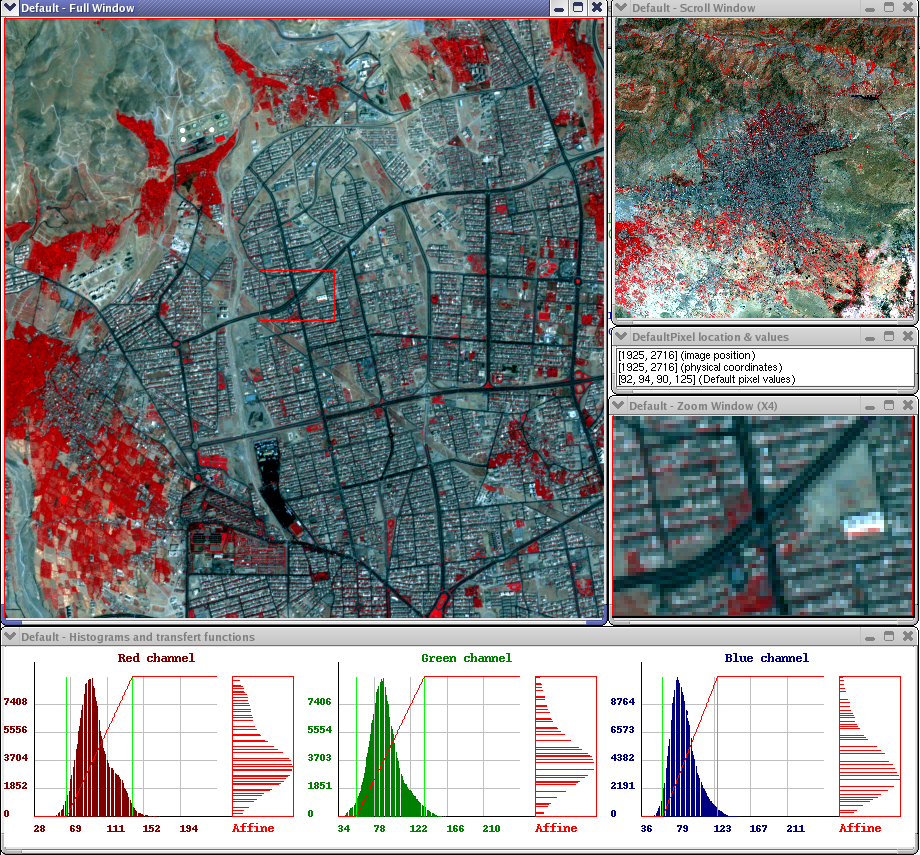 Default - Full Window
Default - Scroll Window
DefaultPixel location & values
[1925, 2716] (image position)
[1925, 2716] (physical coordinates)
[92, 94, 90, 125] (Default pixel values)
Default - Zoom Window (X4)
Default - Histograms and transfert functions
Red channel
7408
5556
3704
1852
0
28 69 111 152 194
Affine
Green channel
7406
5554
3703
1851
0
34 78 122 166 210
Affine
Blue channel
8764
6573
4382
2191
0
36 79 123 167 211
Affine